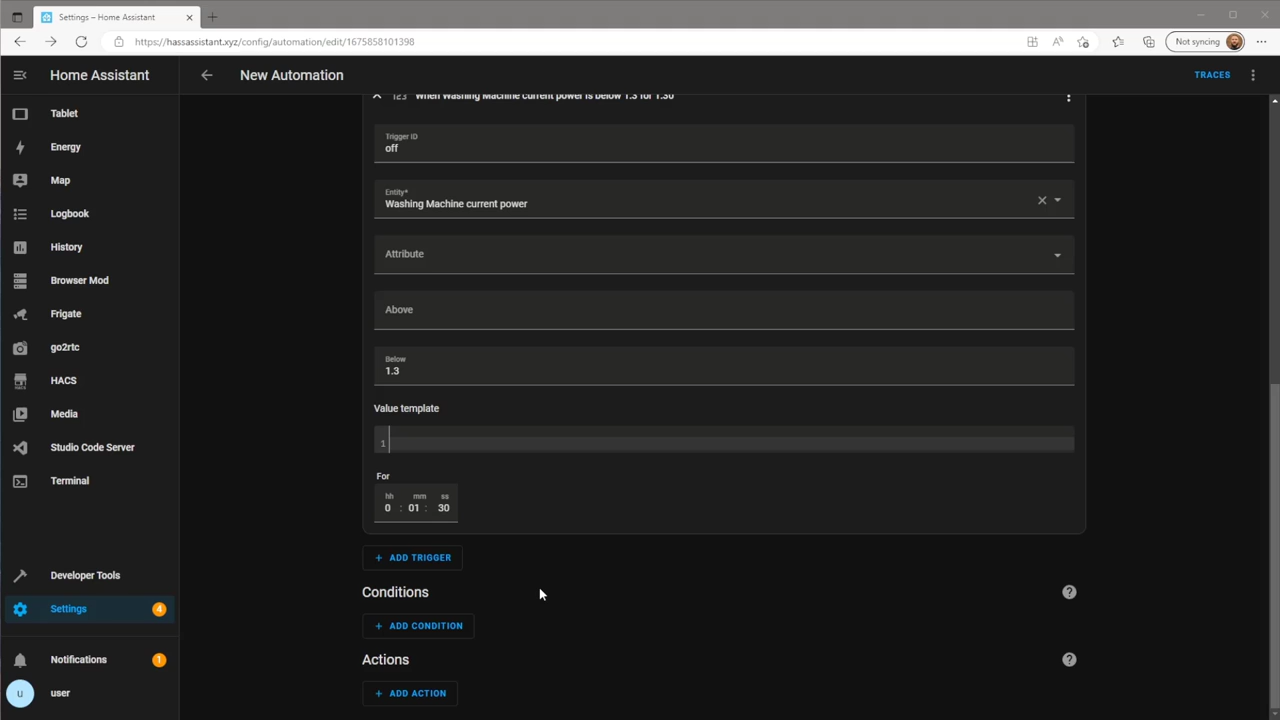 Settings – Home Assistant
https://hassassistant.xyz/config/automation/edit/1675858101398
Not syncing
Home Assistant
New Automation
TRACES
Tablet
Energy
Map
Logbook
History
Browser Mod
Frigate
go2rtc
HACS
Media
Studio Code Server
Terminal
Developer Tools
Settings
4
Notifications
1
u
user
123 When Washing Machine current power is below 1.3 for 1:30
Trigger ID
off
Entity*
Washing Machine current power
Attribute
Above
Below
1.3
Value template
1
For
hh mm ss
0 : 01 : 30
+ ADD TRIGGER
Conditions
+ ADD CONDITION
Actions
+ ADD ACTION